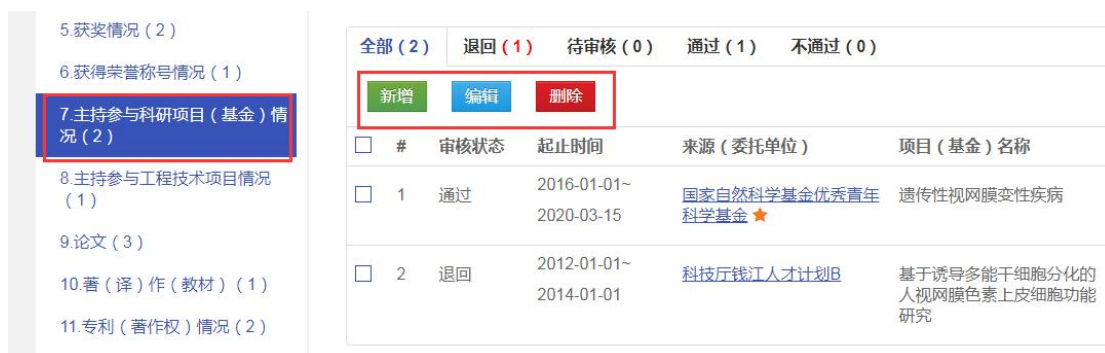 5.获奖情况（2）
6.获得荣誉称号情况（1）
7.主持参与科研项目（基金）情
况（2）
8.主持参与工程技术项目情况
（1）
9.论文（3）
10.著（译）作（教材）（1）
11.专利（著作权）情况（2）
全部（2） 退回（1） 待审核（0） 通过（1） 不通过（0）
新增 编辑 删除
# 审核状态 起止时间 来源（委托单位） 项目（基金）名称
1 通过 2016-01-01~ 国家自然科学基金优秀青年 遗传性视网膜变性疾病
2020-03-15 科学基金
2 退回 2012-01-01~ 科技厅钱江人才计划B 基于诱导多能干细胞分化的
2014-01-01 人视网膜色素上皮细胞功能
研究